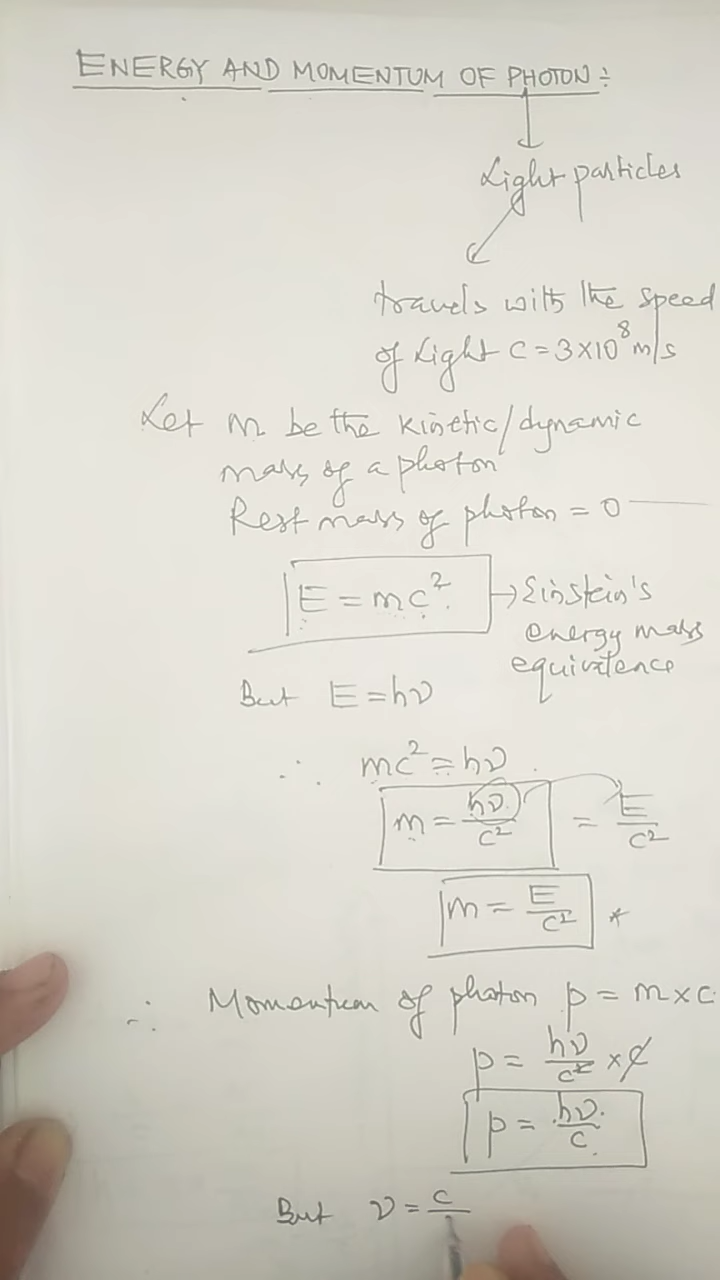 ENERGY AND MOMENTUM OF PHOTON :-
Light particles
travels with the speed
of light c = 3×10⁸ m/s
Let m be the kinetic/dynamic
mass of a photon
Rest mass of photon = 0
E = mc²
→ Einstein's
energy mass
equivalence
But E = hν
∴ mc² = hν
m = hν/c² = E/c²
m = E/c² *
∴ Momentum of photon p = m×c
p = hν/c² × c
p = hν/c
But ν = c/